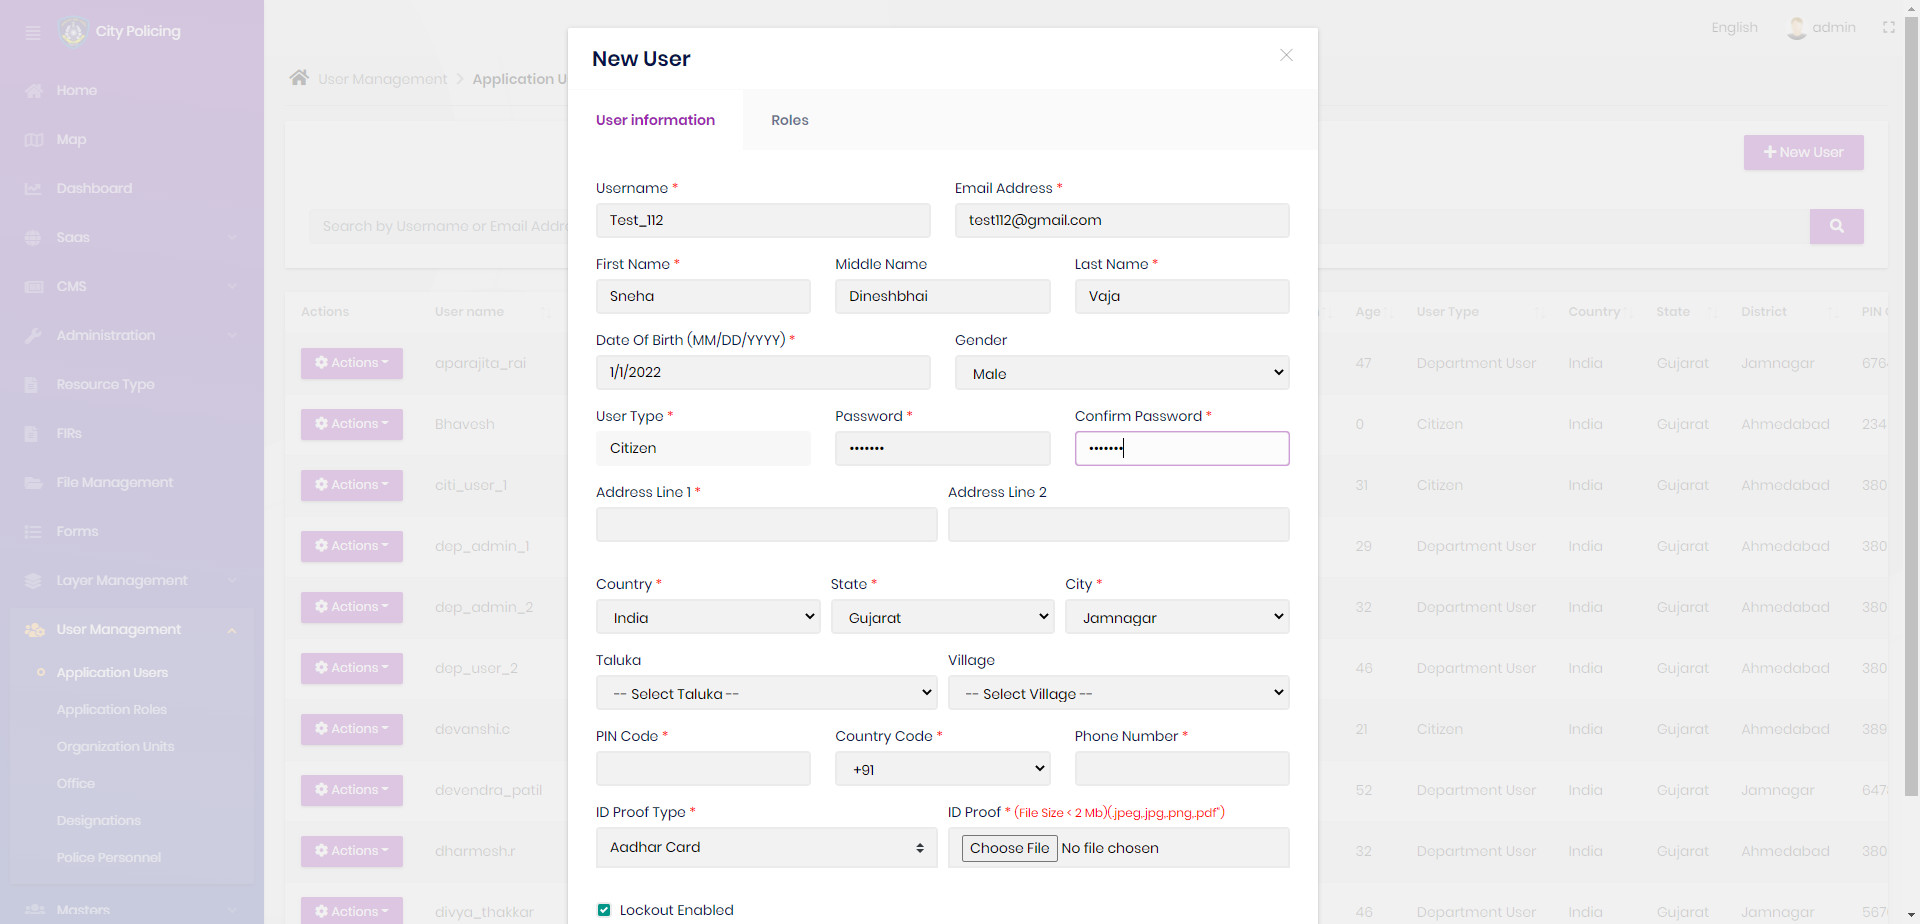 City Policing
English
admin
Home
Map
Dashboard
Saas
CMS
Administration
Resource Type
FIRs
File Management
Forms
Layer Management
User Management
Application Users
Application Roles
Organization Units
Office
Designations
Police Personnel
Masters
User Management > Application U
+ New User
Search by Username or Email Addre
Actions User name Age User Type Country State District PIN
Actions aparajita_rai 47 Department User India Gujarat Jamnagar 676
Actions Bhavesh 0 Citizen India Gujarat Ahmedabad 234
Actions citi_user_1 31 Citizen India Gujarat Ahmedabad 380
Actions dep_admin_1 29 Department User India Gujarat Ahmedabad 380
Actions dep_admin_2 32 Department User India Gujarat Ahmedabad 380
Actions dep_user_2 46 Department User India Gujarat Ahmedabad 380
Actions devanshi.c 21 Citizen India Gujarat Ahmedabad 389
Actions devendra_patil 52 Department User India Gujarat Jamnagar 647
Actions dharmesh.r 32 Department User India Gujarat Ahmedabad 380
Actions divya_thakkar 46 Department User India Gujarat Jamnagar 567
New User
User information Roles
Username * Email Address *
Test_112 test112@gmail.com
First Name * Middle Name Last Name *
Sneha Dineshbhai Vaja
Date Of Birth (MM/DD/YYYY) * Gender
1/1/2022 Male
User Type * Password * Confirm Password *
Citizen ••••••• •••••••
Address Line 1 * Address Line 2
Country * State * City *
India Gujarat Jamnagar
Taluka Village
-- Select Taluka -- -- Select Village --
PIN Code * Country Code * Phone Number *
+91
ID Proof Type * ID Proof * (File Size < 2 Mb)(.jpeg,.jpg,.png,.pdf")
Aadhar Card Choose File No file chosen
Lockout Enabled